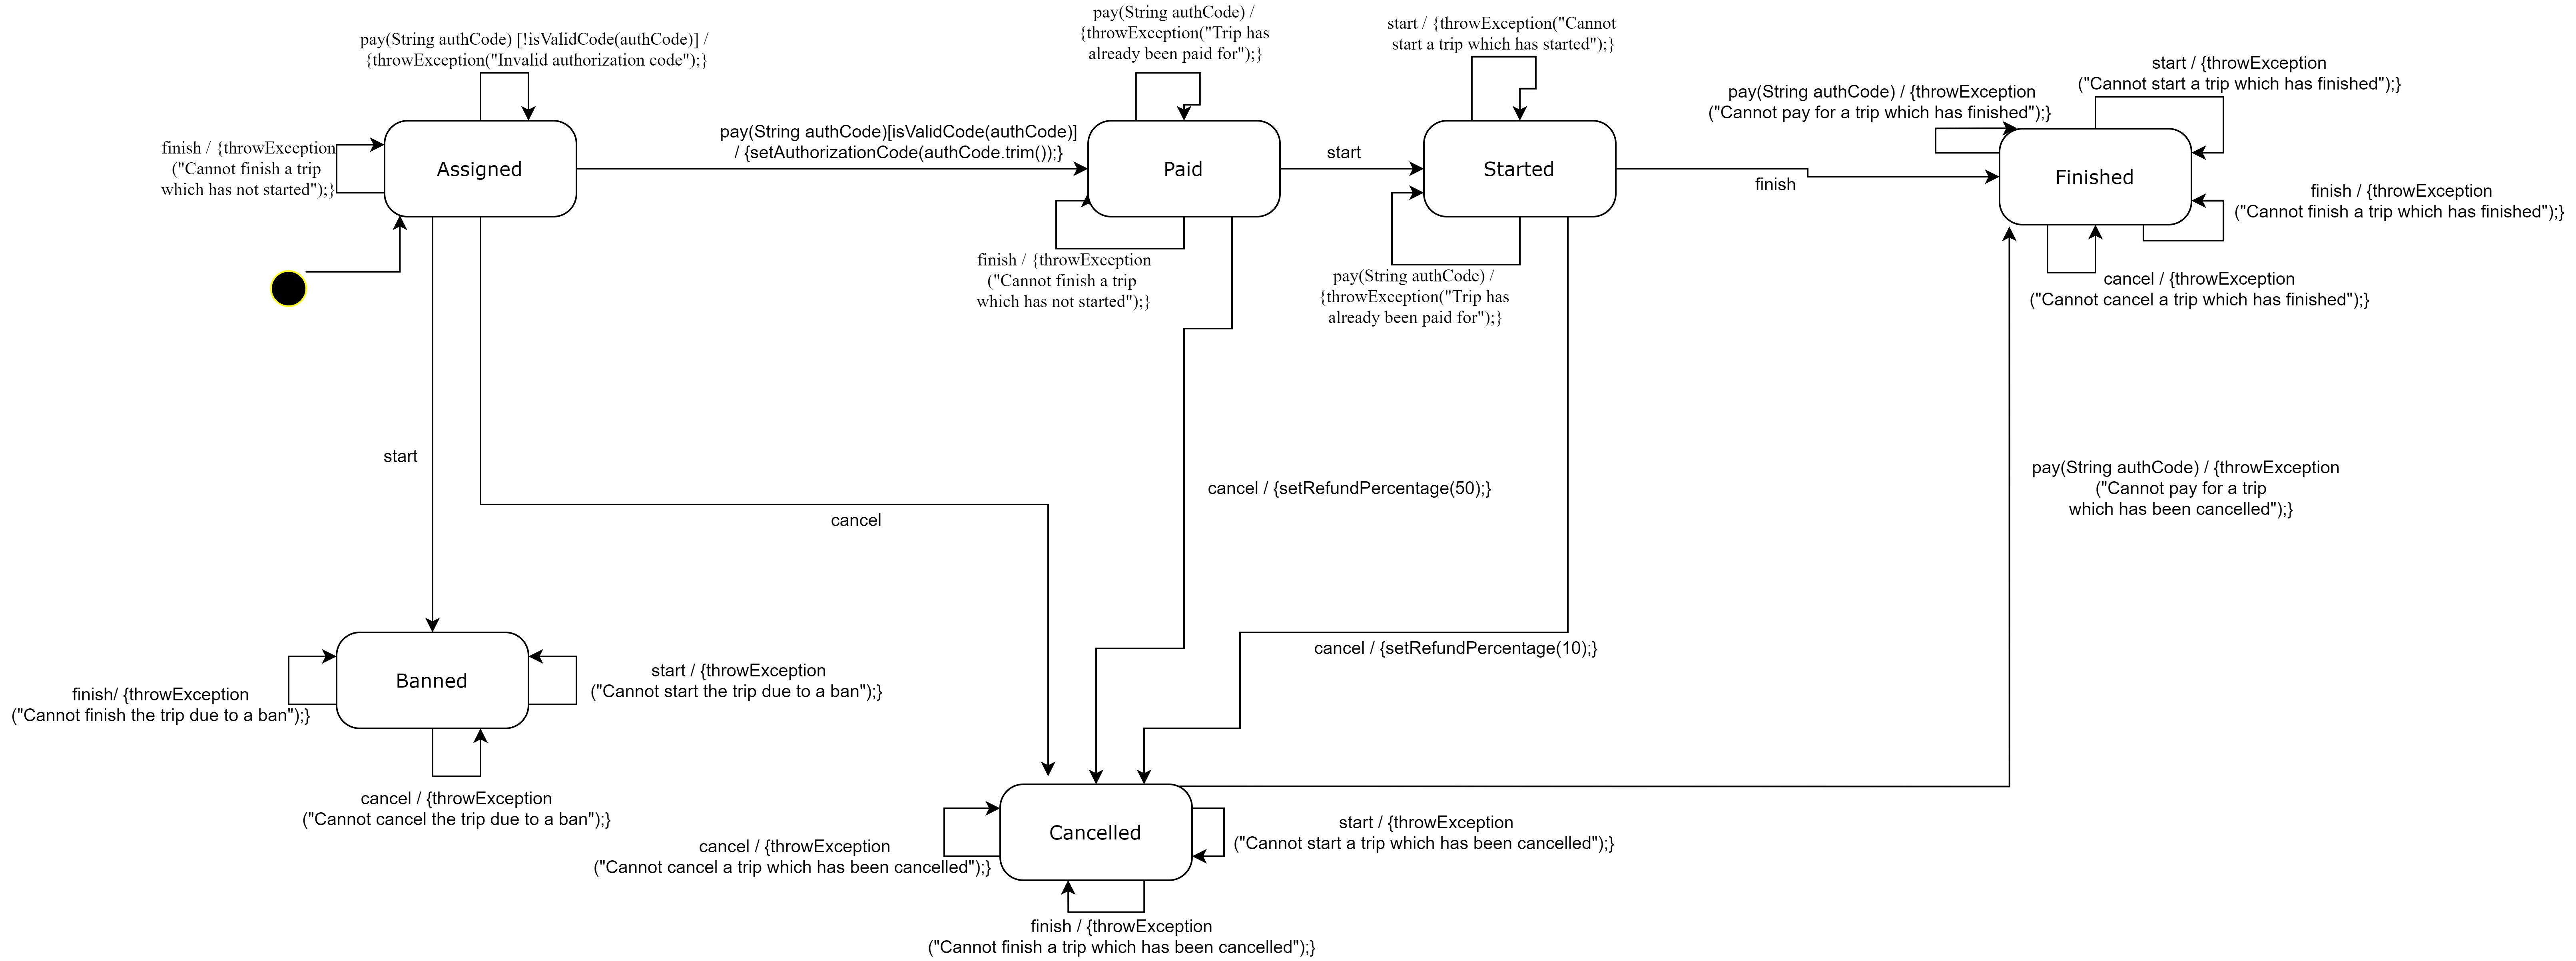 pay(String authCode) [!isValidCode(authCode)] /
{throwException("Invalid authorization code");}
pay(String authCode) /
{throwException("Trip has
already been paid for");}
start / {throwException("Cannot
start a trip which has started");}
start / {throwException
("Cannot start a trip which has finished");}
pay(String authCode) / {throwException
("Cannot pay for a trip which has finished");}
finish / {throwException
("Cannot finish a trip
which has not started");}
Assigned
pay(String authCode)[isValidCode(authCode)]
/ {setAuthorizationCode(authCode.trim());}
Paid
start
Started
finish
Finished
finish / {throwException
("Cannot finish a trip which has finished");}
finish / {throwException
("Cannot finish a trip
which has not started");}
pay(String authCode) /
{throwException("Trip has
already been paid for");}
cancel / {throwException
("Cannot cancel a trip which has finished");}
start
cancel
cancel / {setRefundPercentage(50);}
pay(String authCode) / {throwException
("Cannot pay for a trip
which has been cancelled");}
cancel / {setRefundPercentage(10);}
finish/ {throwException
("Cannot finish the trip due to a ban");}
Banned
start / {throwException
("Cannot start the trip due to a ban");}
cancel / {throwException
("Cannot cancel the trip due to a ban");}
cancel / {throwException
("Cannot cancel a trip which has been cancelled");}
Cancelled
start / {throwException
("Cannot start a trip which has been cancelled");}
finish / {throwException
("Cannot finish a trip which has been cancelled");}